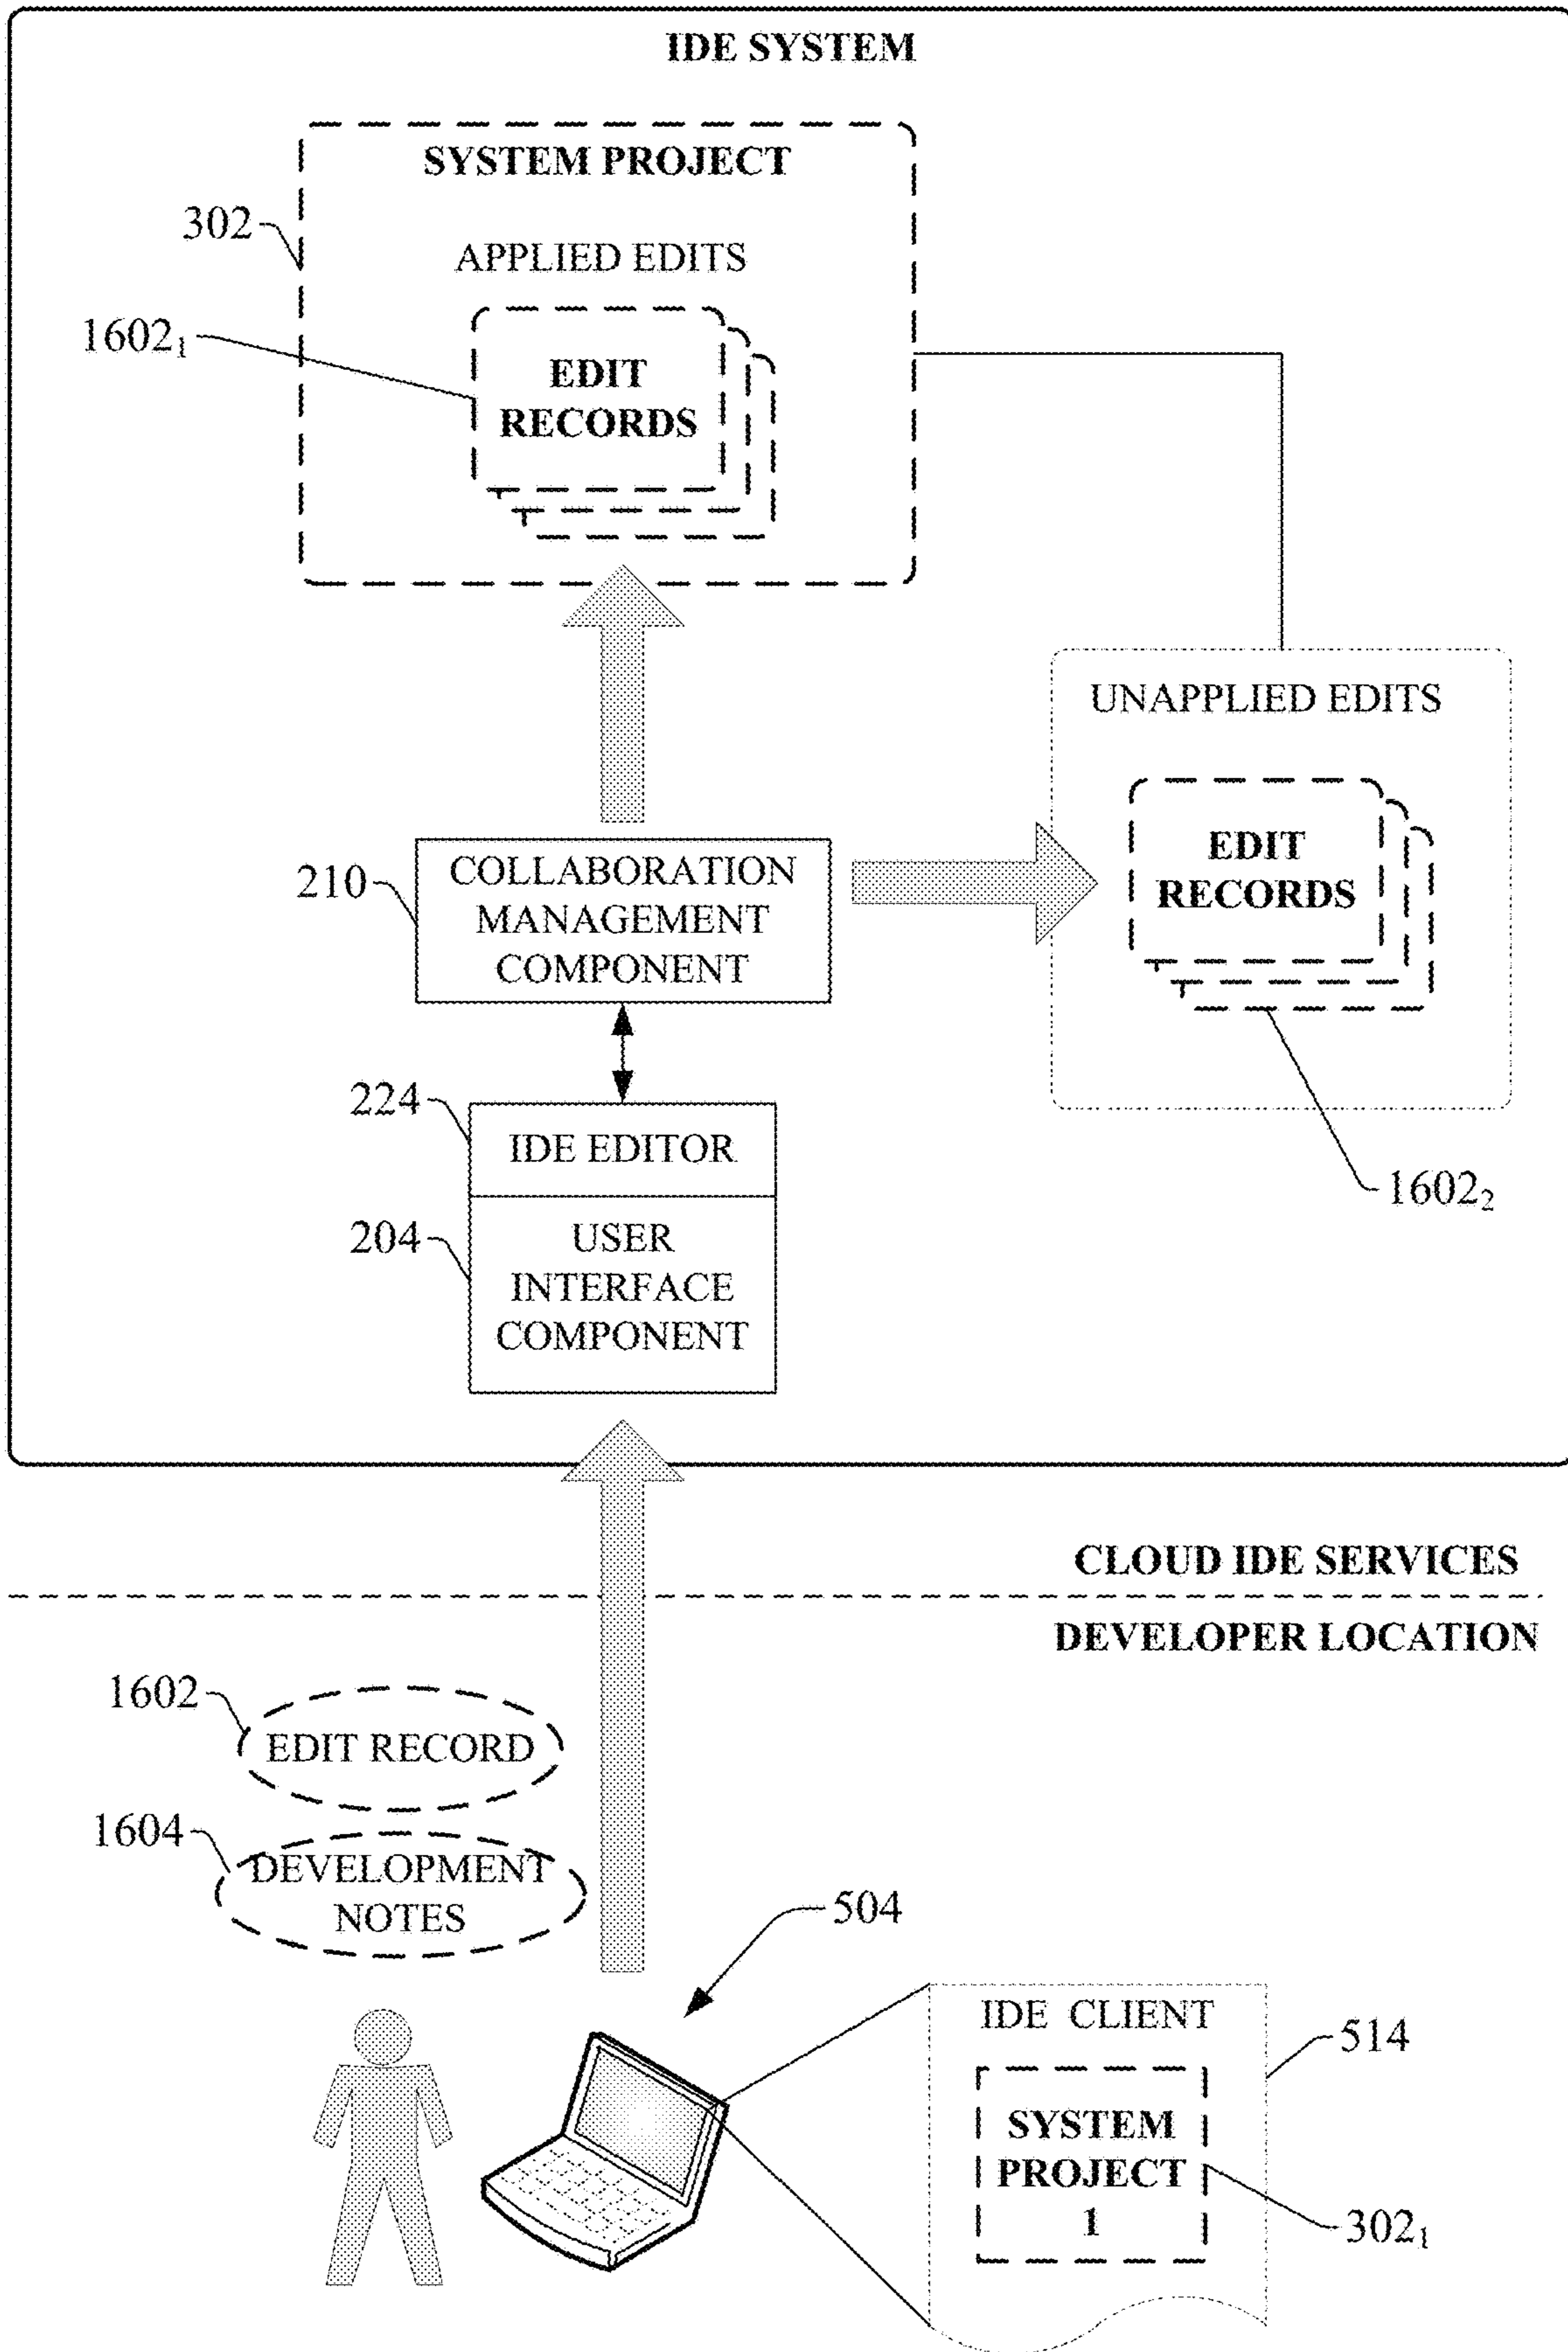 IDE SYSTEM
SYSTEM PROJECT
302
APPLIED EDITS
1602₁
EDIT
RECORDS
UNAPPLIED EDITS
EDIT
RECORDS
210
COLLABORATION
MANAGEMENT
COMPONENT
224
IDE EDITOR
1602₂
204
USER
INTERFACE
COMPONENT
CLOUD IDE SERVICES
DEVELOPER LOCATION
1602
EDIT RECORD
1604
DEVELOPMENT
NOTES
504
IDE CLIENT
514
SYSTEM
PROJECT
1
302₁